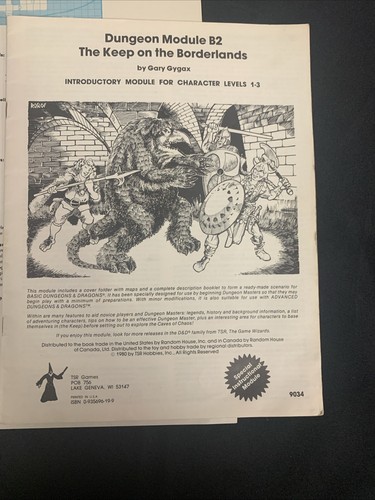 Dungeon Module B2
The Keep on the Borderlands
by Gary Gygax
INTRODUCTORY MODULE FOR CHARACTER LEVELS 1-3
This module includes a cover folder with maps and a complete description booklet to form a ready-made scenario for
BASIC DUNGEONS & DRAGONS®. It has been specially designed for use by beginning Dungeon Masters so that they may
begin play with a minimum of preparations. With minor modifications, it is also suitable for use with ADVANCED
DUNGEONS & DRAGONS™.
Within are many features to aid novice players and Dungeon Masters: legends, history and background information, a list
of adventuring characters, tips on how to be an effective Dungeon Master, plus an interesting area for characters to base
themselves in (the Keep) before setting out to explore the Caves of Chaos!
If you enjoy this module, look for more releases in the D&D® family from TSR, The Game Wizards.
Distributed to the book trade in the United States by Random House, Inc. and in Canada by Random House
of Canada, Ltd. Distributed to the toy and hobby trade by regional distributors.
© 1980 by TSR Hobbies, Inc., All Rights Reserved
TSR Games
POB 756
LAKE GENEVA, WI 53147
PRINTED IN U.S.A.
ISBN 0-935696-19-9
Special
Instructional
Module
9034